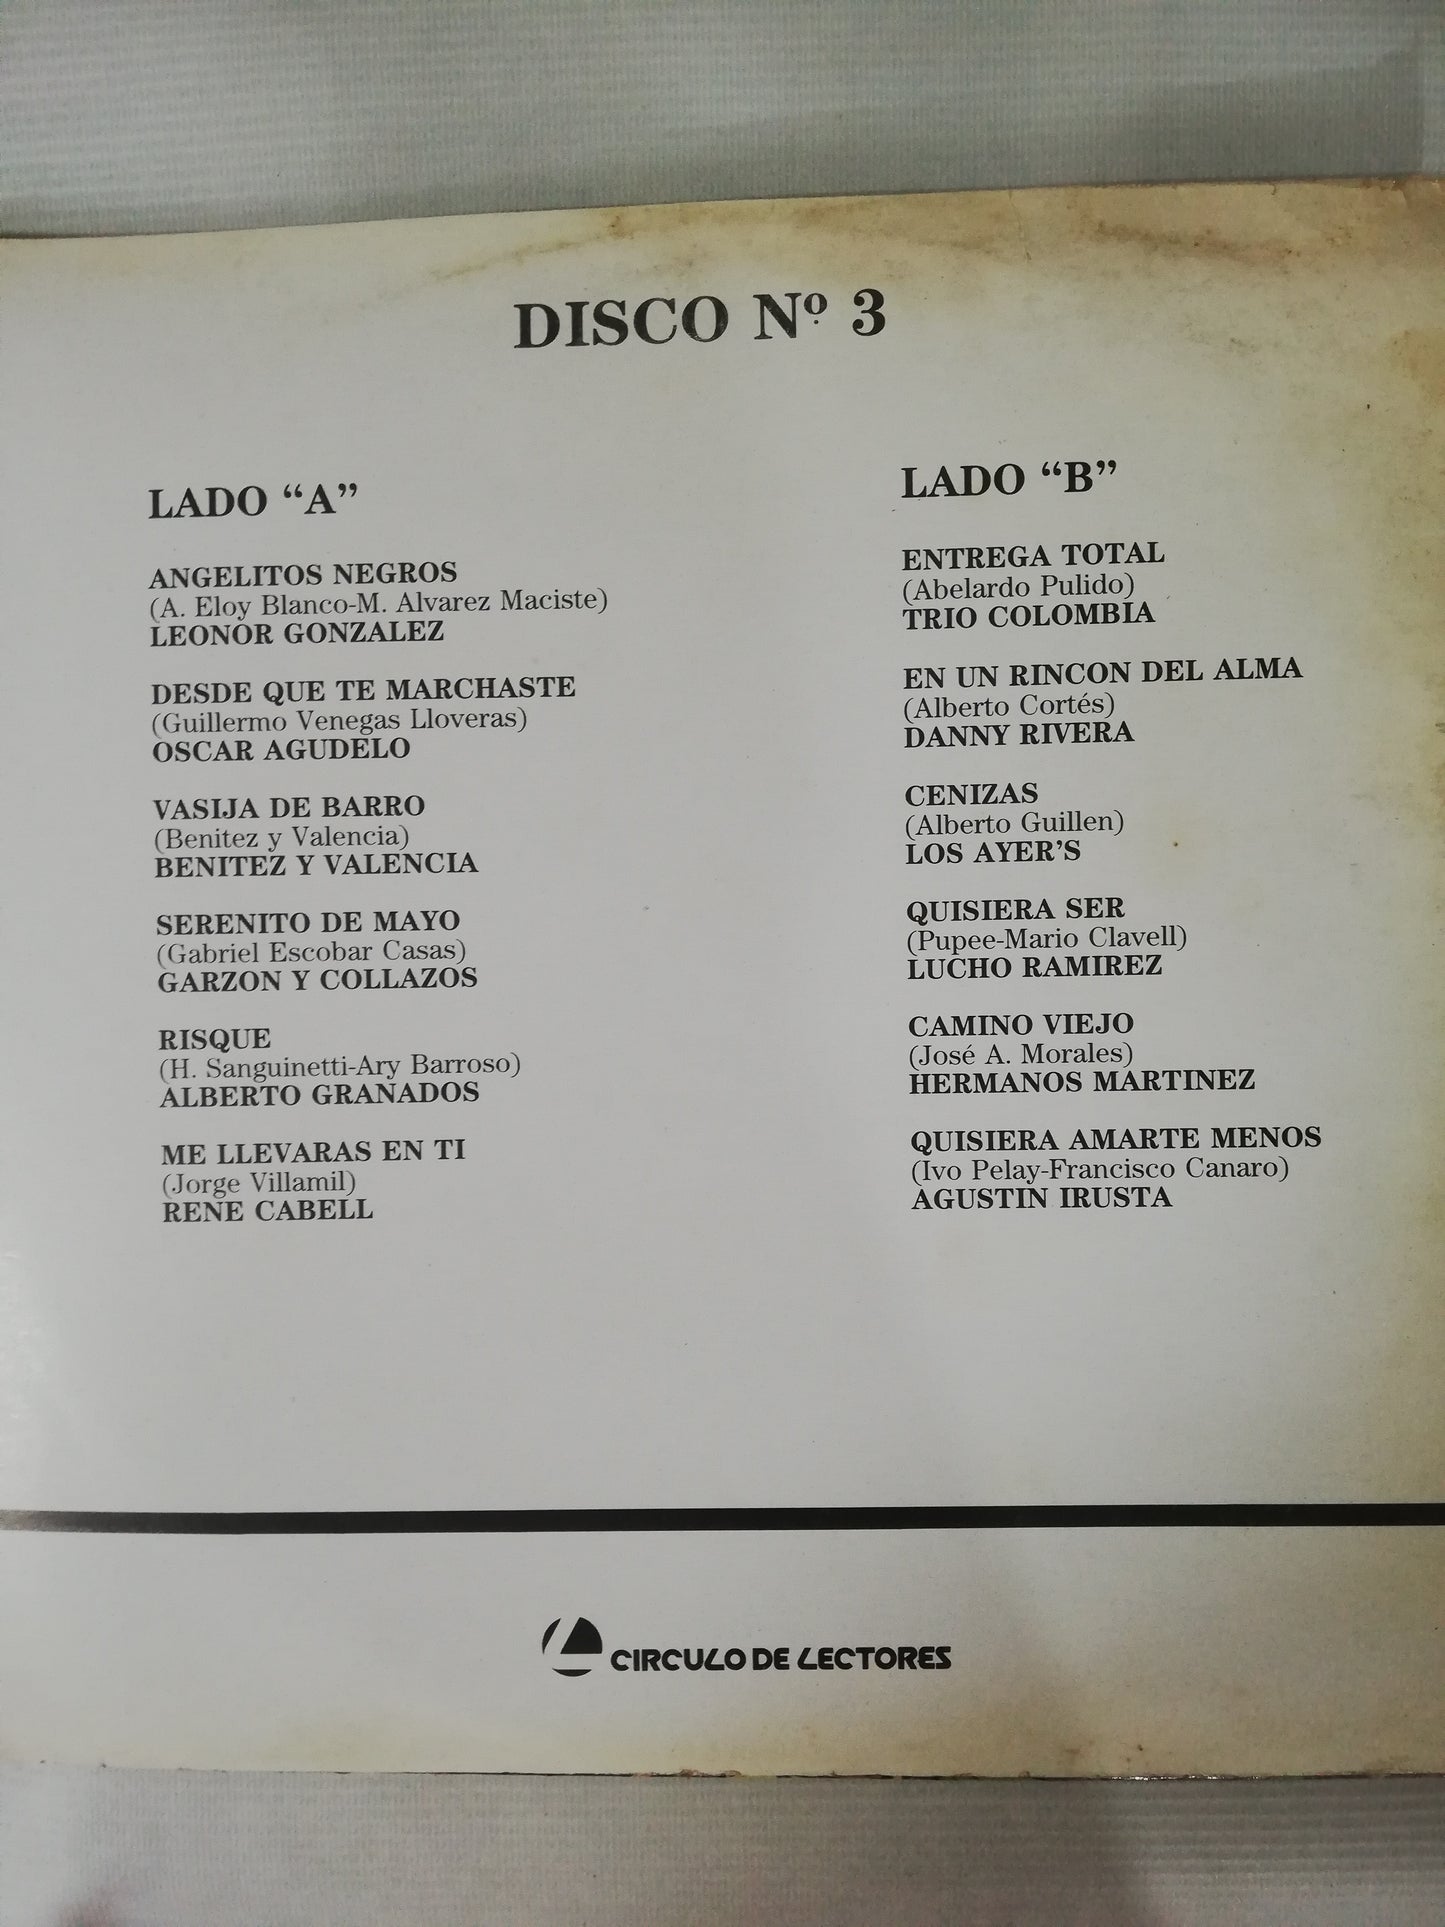 DISCO Nº 3
LADO “A”
ANGELITOS NEGROS
(A. Eloy Blanco-M. Alvarez Maciste)
LEONOR GONZALEZ
DESDE QUE TE MARCHASTE
(Guillermo Venegas Lloveras)
OSCAR AGUDELO
VASIJA DE BARRO
(Benitez y Valencia)
BENITEZ Y VALENCIA
SERENITO DE MAYO
(Gabriel Escobar Casas)
GARZON Y COLLAZOS
RISQUE
(H. Sanguinetti-Ary Barroso)
ALBERTO GRANADOS
ME LLEVARAS EN TI
(Jorge Villamil)
RENE CABELL
LADO “B”
ENTREGA TOTAL
(Abelardo Pulido)
TRIO COLOMBIA
EN UN RINCON DEL ALMA
(Alberto Cortés)
DANNY RIVERA
CENIZAS
(Alberto Guillen)
LOS AYER’S
QUISIERA SER
(Pupee-Mario Clavell)
LUCHO RAMIREZ
CAMINO VIEJO
(José A. Morales)
HERMANOS MARTINEZ
QUISIERA AMARTE MENOS
(Ivo Pelay-Francisco Canaro)
AGUSTIN IRUSTA
CIRCULO DE LECTORES